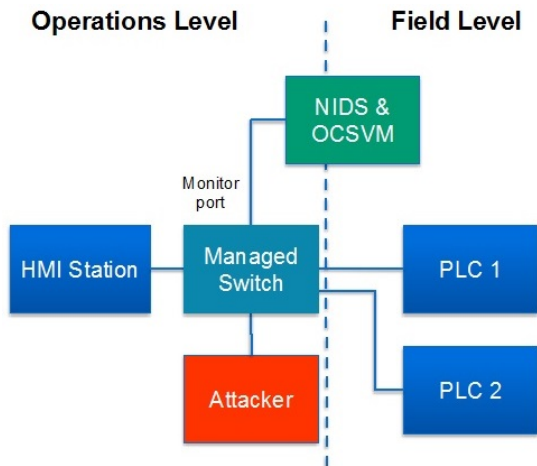 Operations Level
Field Level
NIDS &
OCSVM
Monitor
port
HMI Station
Managed
Switch
PLC 1
Attacker
PLC 2